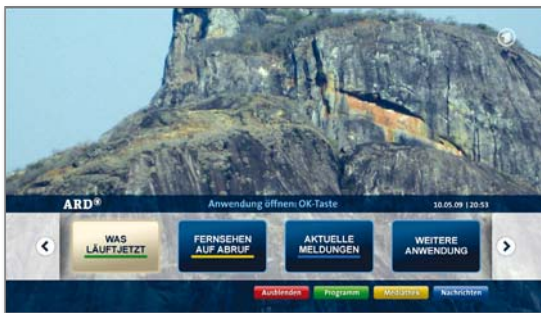 ARD®
Anwendung öffnen: OK-Taste
10.05.09 | 20:53
WAS
LÄUFTJETZT
FERNSEHEN
AUF ABRUF
AKTUELLE
MELDUNGEN
WEITERE
ANWENDUNG
Ausblenden
Programm
Mediathek
Nachrichten